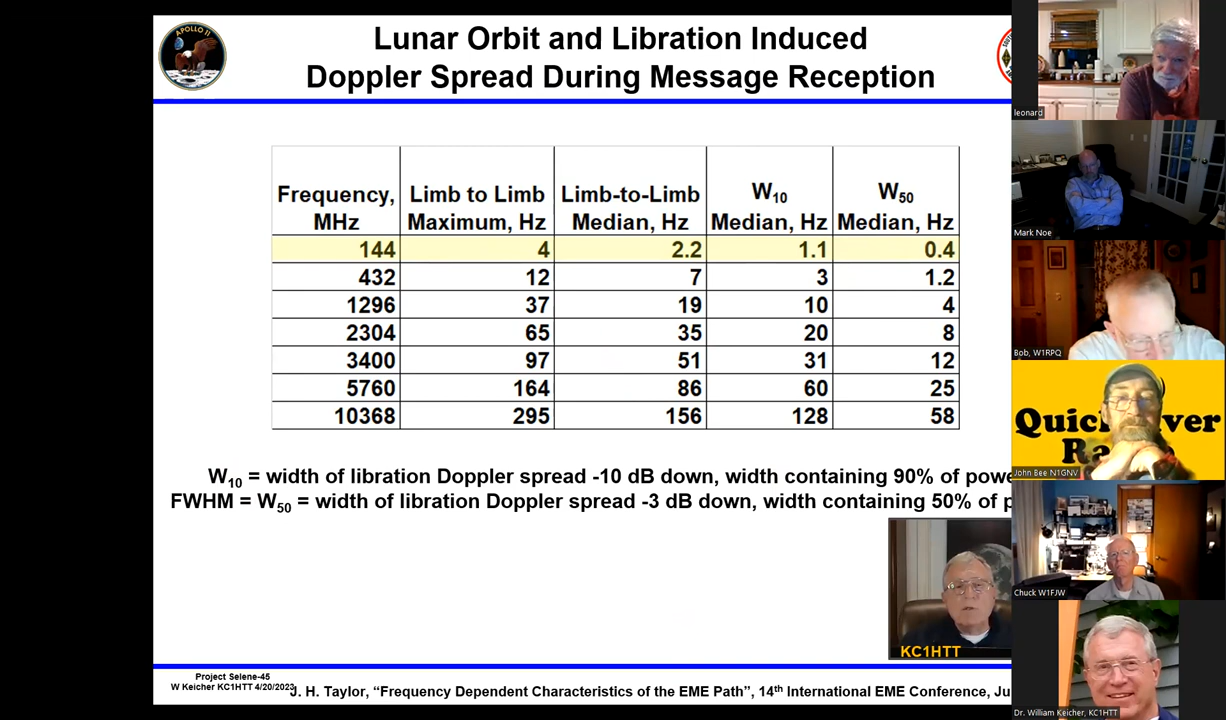 APOLLO 11
Lunar Orbit and Libration Induced
Doppler Spread During Message Reception
Frequency, MHz Limb to Limb Maximum, Hz Limb-to-Limb Median, Hz W10 Median, Hz W50 Median, Hz
144 4 2.2 1.1 0.4
432 12 7 3 1.2
1296 37 19 10 4
2304 65 35 20 8
3400 97 51 31 12
5760 164 86 60 25
10368 295 156 128 58
W10 = width of libration Doppler spread -10 dB down, width containing 90% of powe
FWHM = W50 = width of libration Doppler spread -3 dB down, width containing 50% of p
KC1HTT
Project Selene-45
W Keicher KC1HTT 4/20/2023
J. H. Taylor, “Frequency Dependent Characteristics of the EME Path”, 14th International EME Conference, Ju
leonard
Mark Noe
Bob, W1RPQ
John Bee N1GNV
Chuck W1FJW
Dr. William Keicher, KC1HTT